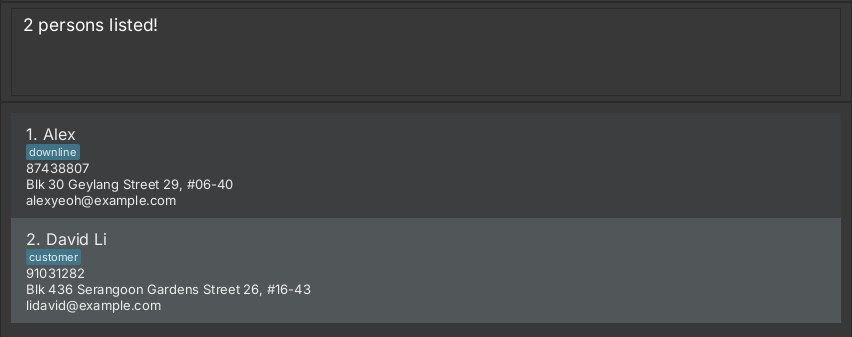 2 persons listed!
1. Alex
downline
87438807
Blk 30 Geylang Street 29, #06-40
alexyeoh@example.com
2. David Li
customer
91031282
Blk 436 Serangoon Gardens Street 26, #16-43
lidavid@example.com